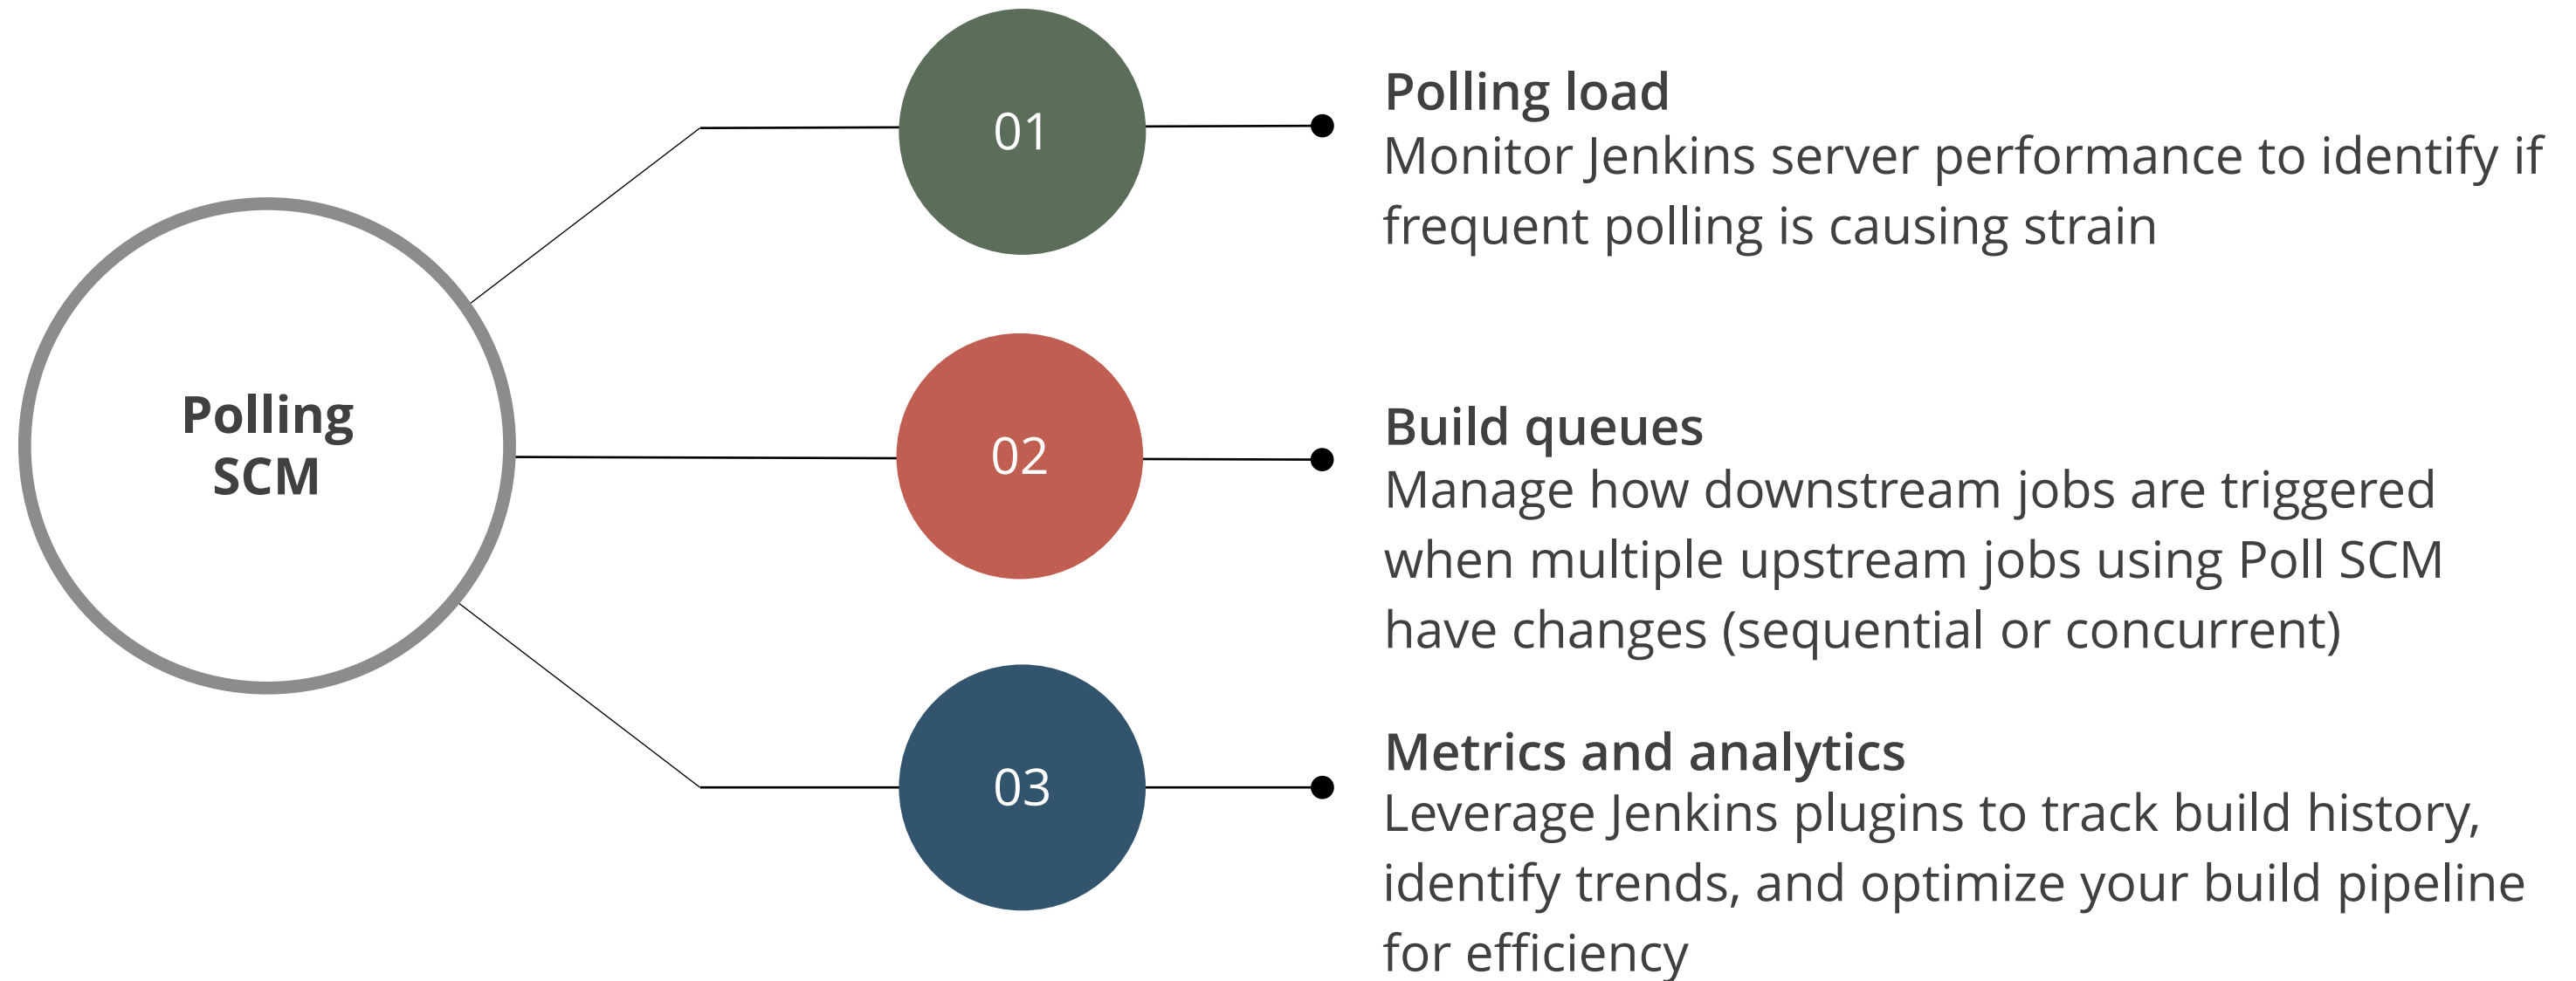 Polling
SCM
01
Polling load
Monitor Jenkins server performance to identify if
frequent polling is causing strain
02
Build queues
Manage how downstream jobs are triggered
when multiple upstream jobs using Poll SCM
have changes (sequential or concurrent)
03
Metrics and analytics
Leverage Jenkins plugins to track build history,
identify trends, and optimize your build pipeline
for efficiency